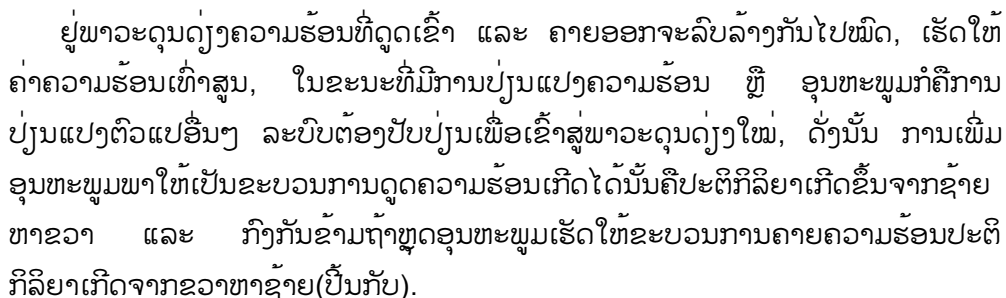 ຢູ່ພາວະດຸນດ່ຽງຄວາມຮ້ອນທີ່ດູດເຂົ້າ ແລະ ຄາຍອອກຈະລົບລ້າງກັນໄປໝົດ, ເຮັດໃຫ້
ຄ່າຄວາມຮ້ອນເທົ່າສູນ, ໃນຂະນະທີ່ມີການປ່ຽນແປງຄວາມຮ້ອນ ຫຼື ອຸນຫະພູມກໍຄືການ
ປ່ຽນແປງຕົວແປອື່ນໆ ລະບົບຕ້ອງປັບປ່ຽນເພື່ອເຂົ້າສູ່ພາວະດຸນດ່ຽງໃໝ່, ດັ່ງນັ້ນ ການເພີ່ມ
ອຸນຫະພູມພາໃຫ້ເປັນຂະບວນການດູດຄວາມຮ້ອນເກີດໄດ້ນັ້ນຄືປະຕິກິລິຍາເກີດຂຶ້ນຈາກຊ້າຍ
ຫາຂວາ ແລະ ກົງກັນຂ້າມຖ້າຫຼຸດອຸນຫະພູມເຮັດໃຫ້ຂະບວນການຄາຍຄວາມຮ້ອນປະຕິ
ກິລິຍາເກີດຈາກຂວາຫາຊ້າຍ(ປີ້ນກັບ).